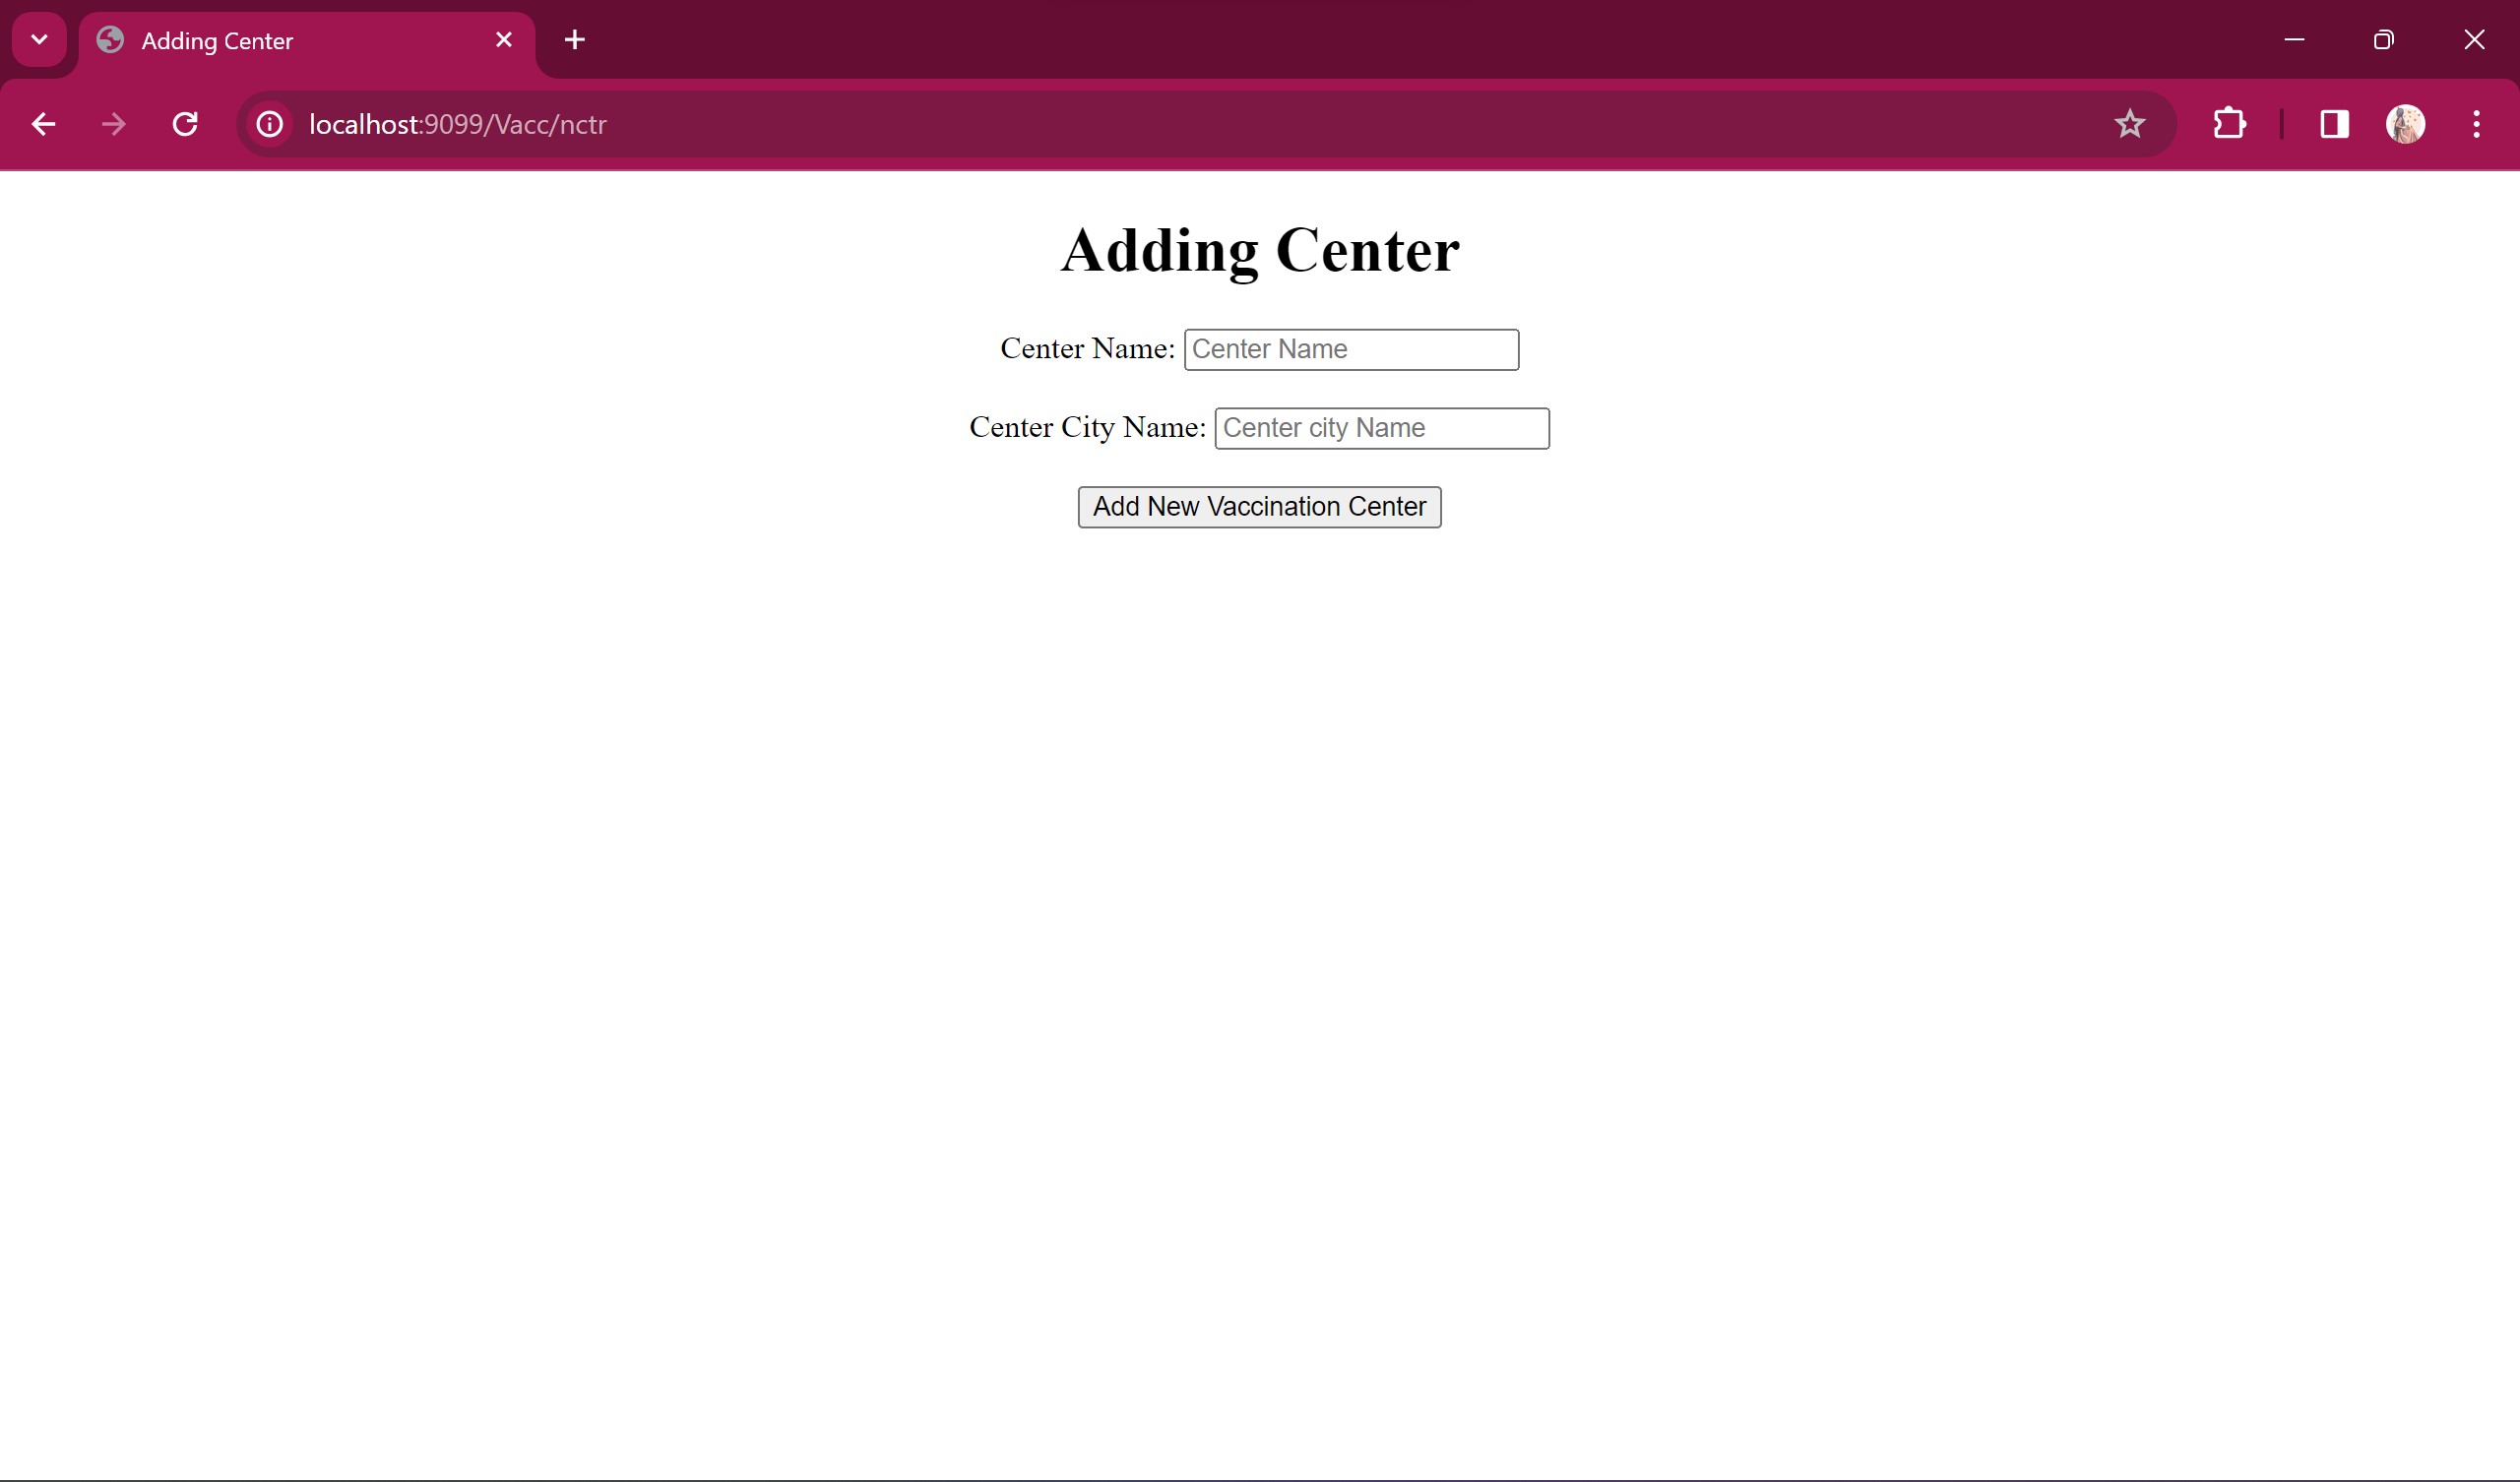 Adding Center
localhost:9099/Vacc/nctr
Adding Center
Center Name: Center Name
Center City Name: Center city Name
Add New Vaccination Center